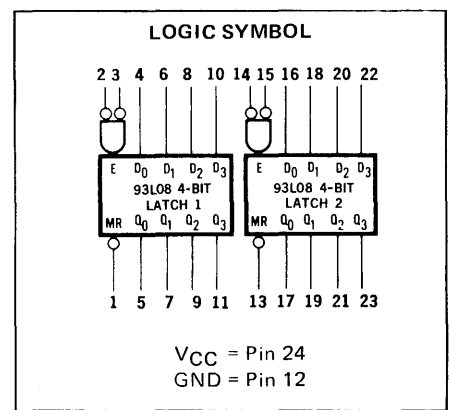 LOGIC SYMBOL
2 3 4 6 8 10 14 15 16 18 20 22
E D0 D1 D2 D3 E D0 D1 D2 D3
93L08 4-BIT 93L08 4-BIT
LATCH 1 LATCH 2
MR Q0 Q1 Q2 Q3 MR Q0 Q1 Q2 Q3
1 5 7 9 11 13 17 19 21 23
VCC = Pin 24
GND = Pin 12